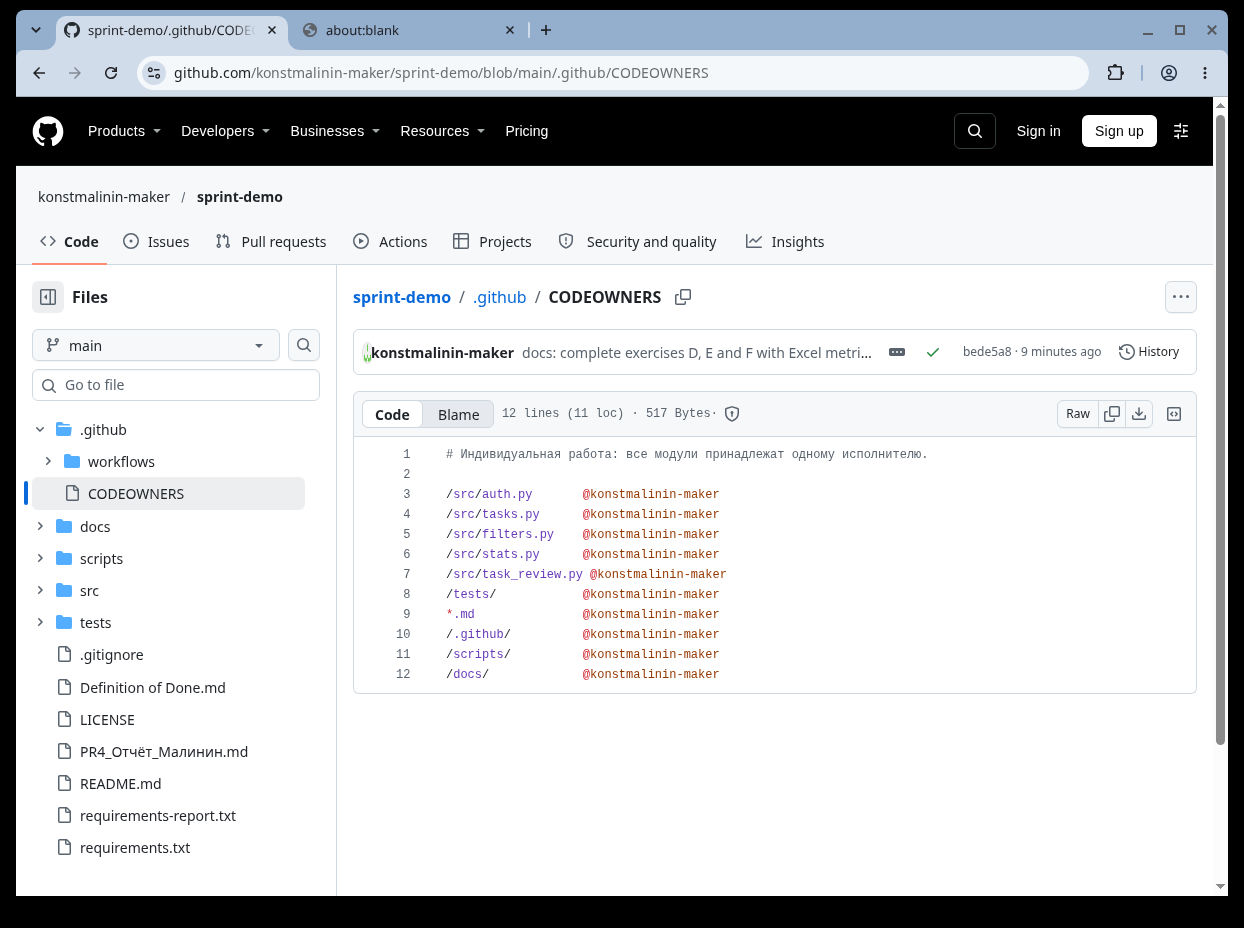 sprint-demo/.github/CODE
about:blank
github.com/konstmalinin-maker/sprint-demo/blob/main/.github/CODEOWNERS
Products Developers Businesses Resources Pricing Sign in Sign up
konstmalinin-maker / sprint-demo
Code Issues Pull requests Actions Projects Security and quality Insights
Files
main
Go to file
.github
workflows
CODEOWNERS
docs
scripts
src
tests
.gitignore
Definition of Done.md
LICENSE
PR4_Отчёт_Малинин.md
README.md
requirements-report.txt
requirements.txt
sprint-demo / .github / CODEOWNERS
konstmalinin-maker docs: complete exercises D, E and F with Excel metri... bede5a8 · 9 minutes ago History
Code Blame 12 lines (11 loc) · 517 Bytes· Raw
1 # Индивидуальная работа: все модули принадлежат одному исполнителю.
2
3 /src/auth.py @konstmalinin-maker
4 /src/tasks.py @konstmalinin-maker
5 /src/filters.py @konstmalinin-maker
6 /src/stats.py @konstmalinin-maker
7 /src/task_review.py @konstmalinin-maker
8 /tests/ @konstmalinin-maker
9 *.md @konstmalinin-maker
10 /.github/ @konstmalinin-maker
11 /scripts/ @konstmalinin-maker
12 /docs/ @konstmalinin-maker